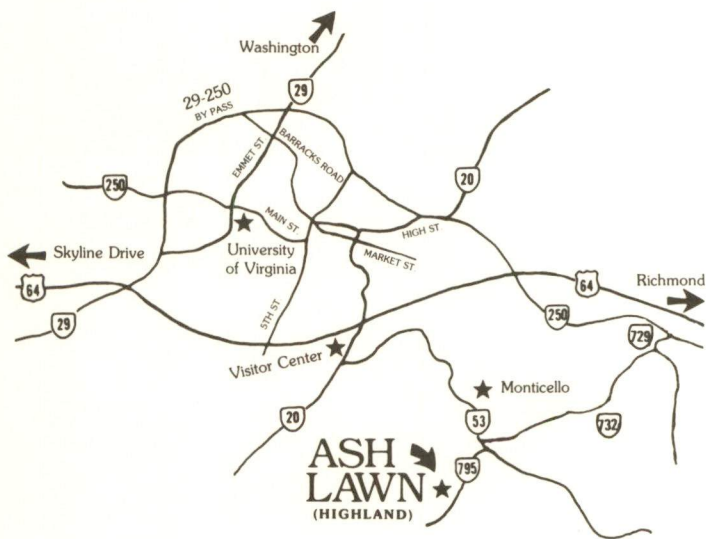 Washington
29
29-250
BY PASS
EMMET ST
BARRACKS ROAD
20
250
MAIN ST.
HIGH ST
MARKET ST
Skyline Drive
University
of Virginia
64
64
Richmond
29
5TH ST
250
729
Visitor Center
Monticello
20
53
732
ASH
LAWN
(HIGHLAND)
795